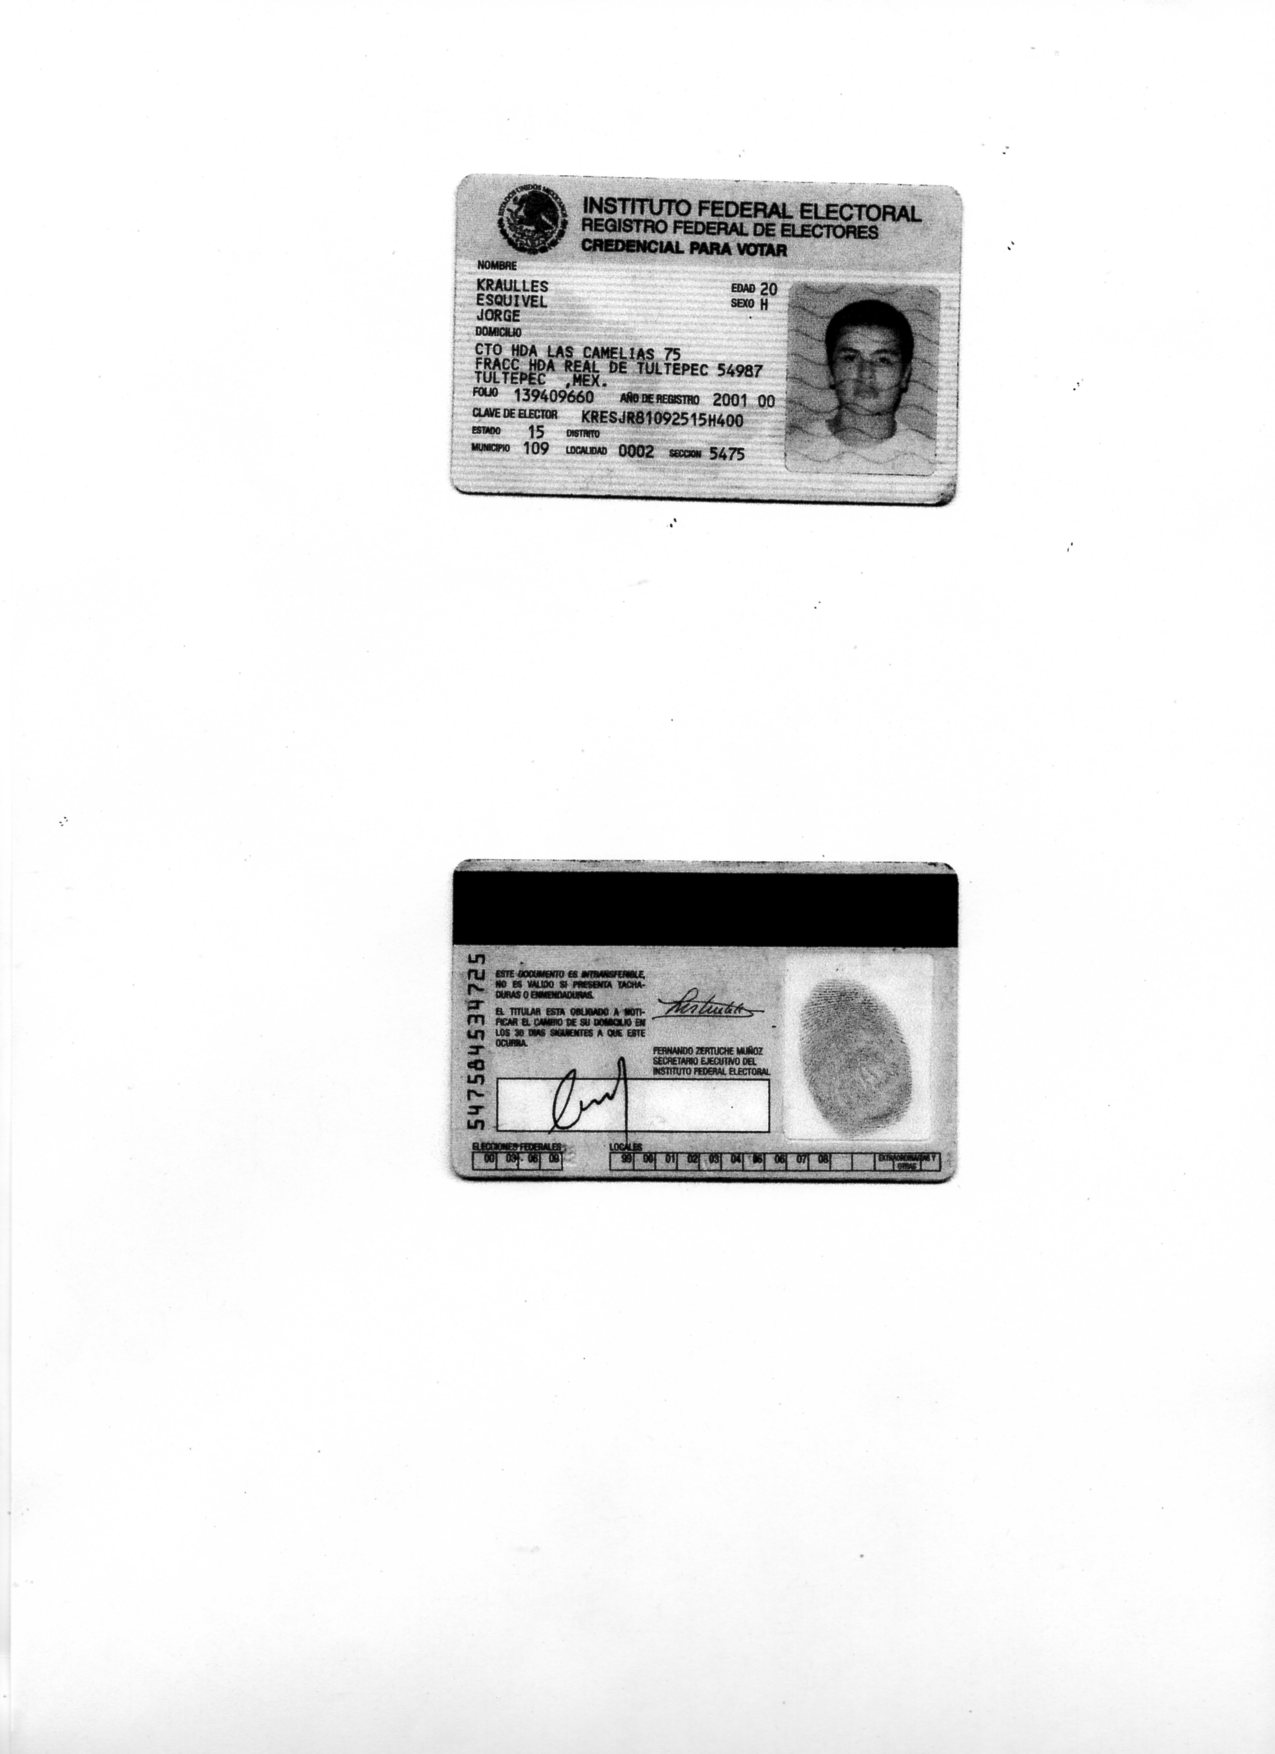 ESTADOS UNIDOS MEXICANOS
INSTITUTO FEDERAL ELECTORAL
REGISTRO FEDERAL DE ELECTORES
CREDENCIAL PARA VOTAR
NOMBRE
KRAULLES
ESQUIVEL
JORGE
EDAD 20
SEXO H
DOMICILIO
CTO HDA LAS CAMELIAS 75
FRACC HDA REAL DE TULTEPEC 54987
TULTEPEC ,MEX.
FOLIO 139409660 AÑO DE REGISTRO 2001 00
CLAVE DE ELECTOR KRESJR81092515H400
ESTADO 15 DISTRITO
MUNICIPIO 109 LOCALIDAD 0002 SECCION 5475
547584534725
ESTE DOCUMENTO ES INTRANSFERIBLE,
NO ES VALIDO SI PRESENTA TACHA-
DURAS O ENMENDADURAS.
EL TITULAR ESTA OBLIGADO A NOTI-
FICAR EL CAMBIO DE SU DOMICILIO EN
LOS 30 DIAS SIGUIENTES A QUE ESTE
OCURRA.
FERNANDO ZERTUCHE MUÑOZ
SECRETARIO EJECUTIVO DEL
INSTITUTO FEDERAL ELECTORAL
ELECCIONES FEDERALES LOCALES
00 03 06 09 99 00 01 02 03 04 05 06 07 08 EXTRAORDINARIAS Y
OTRAS